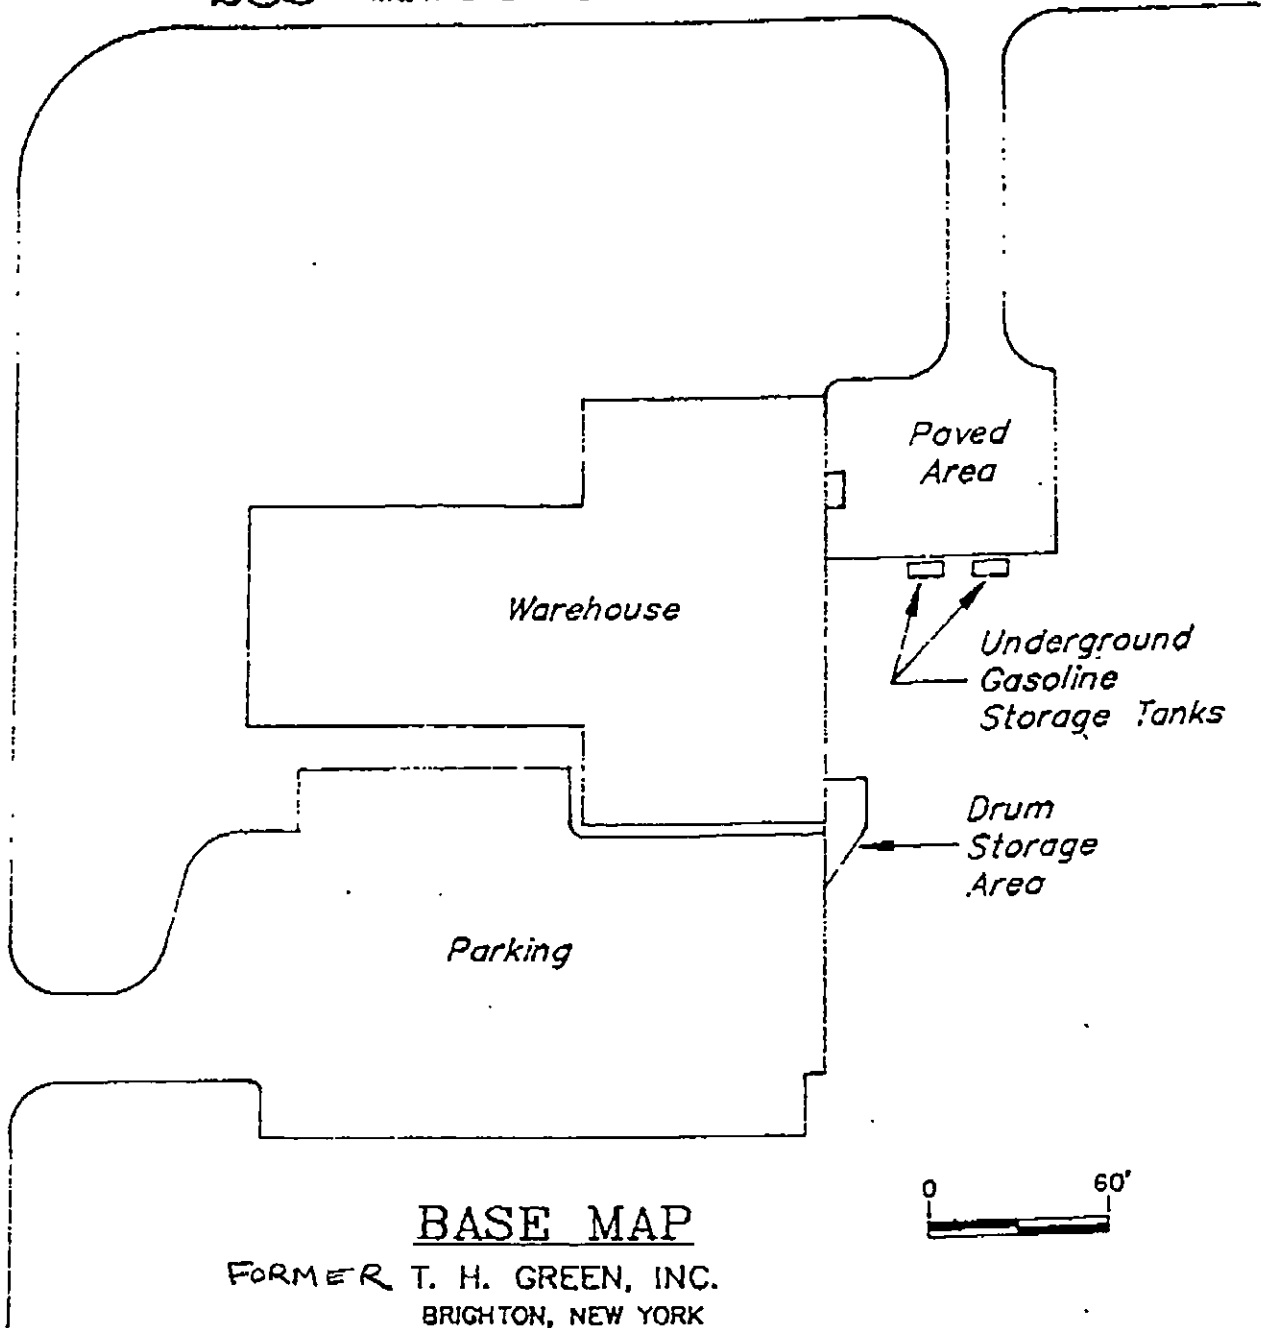 Paved
Area
Warehouse
Underground
Gasoline
Storage Tanks
Drum
Storage
Area
Parking
0 60'
BASE MAP
FORMER T. H. GREEN, INC.
BRIGHTON, NEW YORK